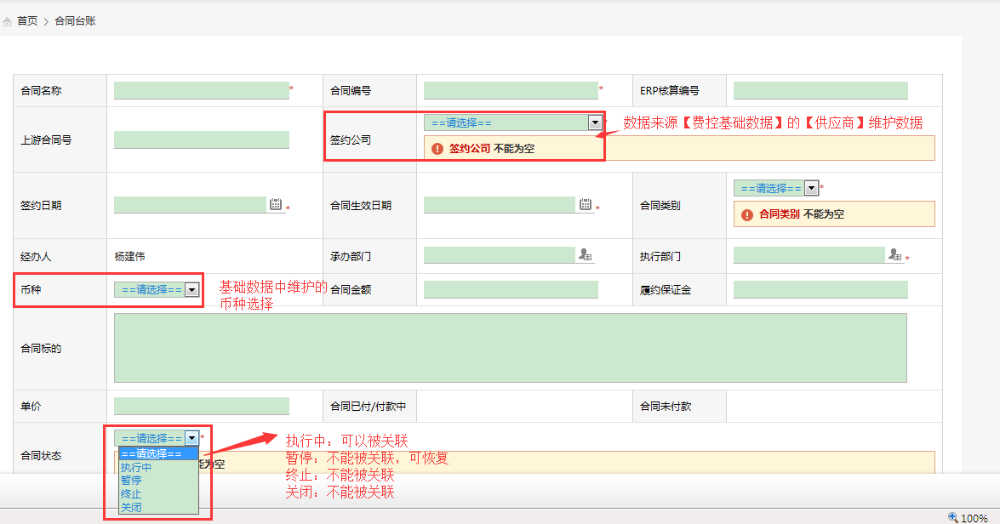 首页 > 合同台账
合同名称 * 合同编号 * ERP核算编号
上游合同号 签约公司 ==请选择== * 数据来源【费控基础数据】的【供应商】维护数据
签约公司 不能为空
签约日期 * 合同生效日期 * 合同类别 ==请选择== *
合同类别 不能为空
经办人 杨建伟 承办部门 执行部门 *
币种 ==请选择== 基础数据中维护的 合同金额 履约保证金
币种选择
合同标的
单价 合同已付/付款中 合同未付款
合同状态 ==请选择== *
==请选择==
执行中
暂停
终止
关闭
能为空
执行中：可以被关联
暂停：不能被关联，可恢复
终止：不能被关联
关闭：不能被关联
100%